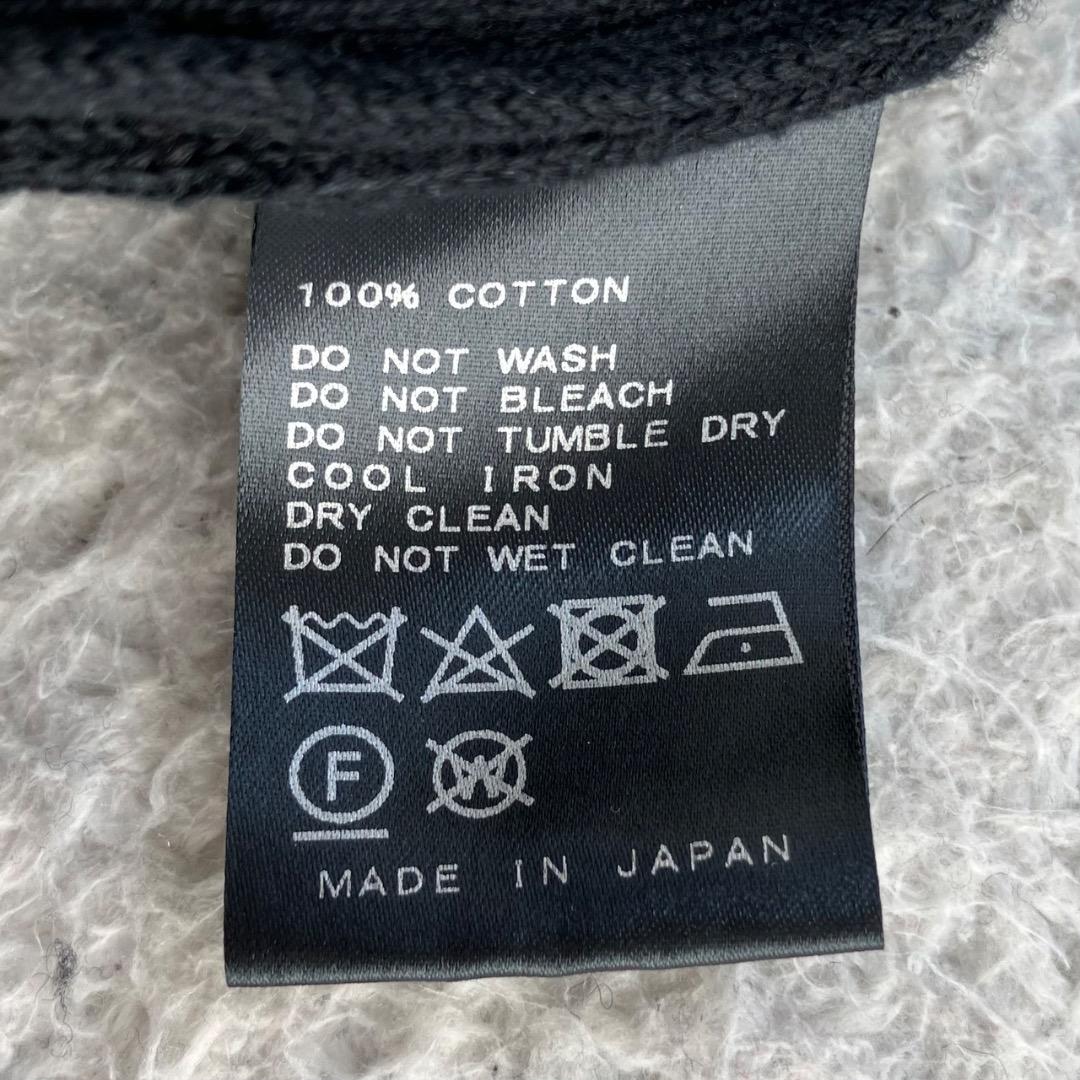 100% COTTON
DO NOT WASH
DO NOT BLEACH
DO NOT TUMBLE DRY
COOL IRON
DRY CLEAN
DO NOT WET CLEAN
F W
MADE IN JAPAN